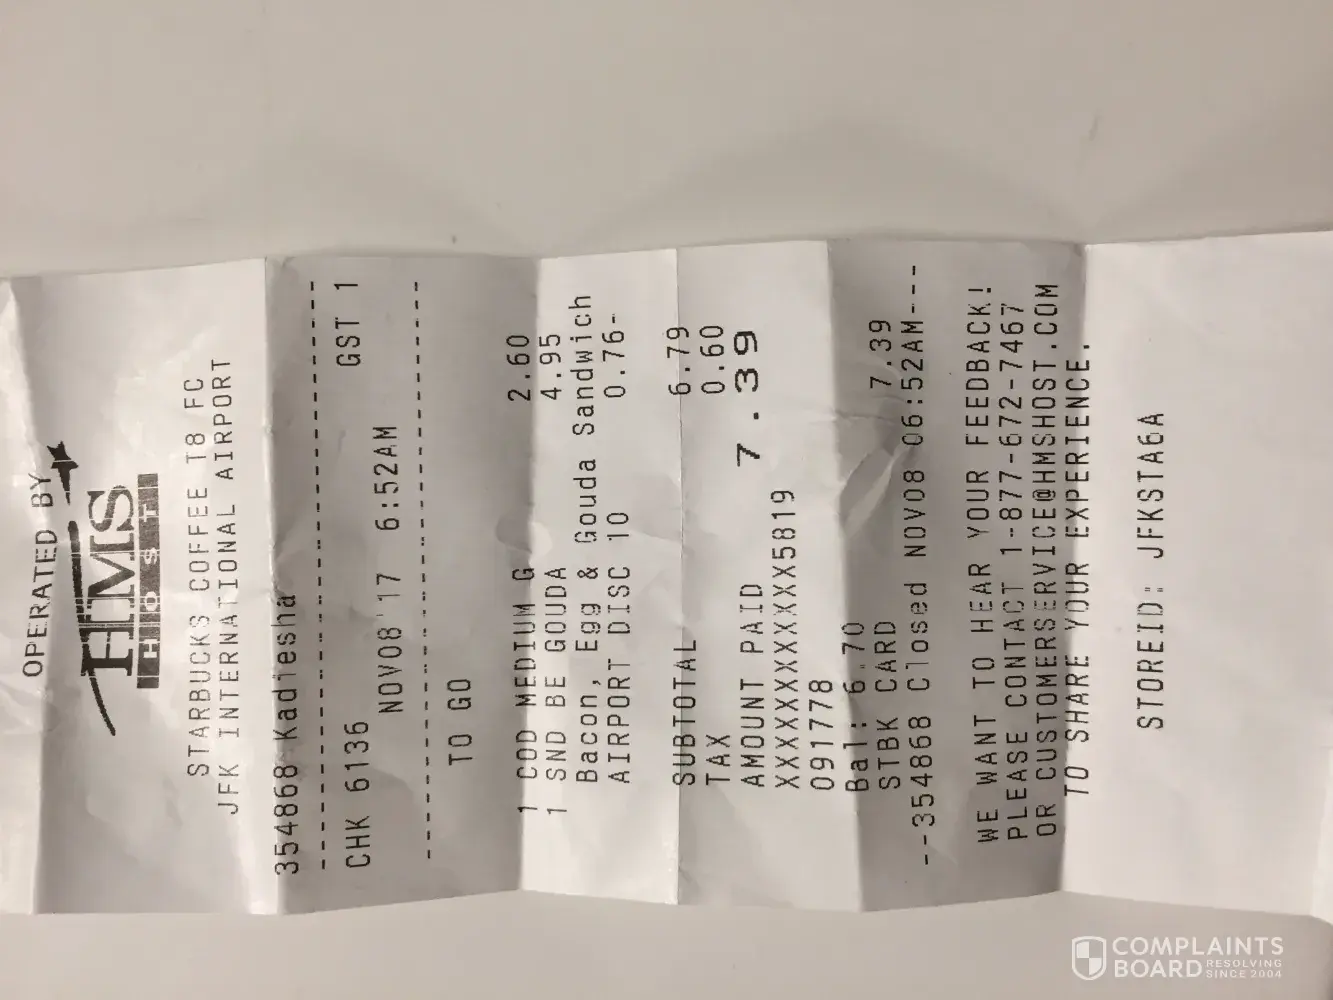 OPERATED BY
HMS
HOST
STARBUCKS COFFEE T8 FC
JFK INTERNATIONAL AIRPORT
354868 Kadiesha
--------------------------------
CHK 6136 GST 1
NOV08'17 6:52AM
--------------------------------
TO GO
1 COD MEDIUM G 2.60
1 SND BE GOUDA 4.95
Bacon, Egg & Gouda Sandwich
AIRPORT DISC 10 0.76-
SUBTOTAL 6.79
TAX 0.60
AMOUNT PAID 7.39
XXXXXXXXXXXX5819
091778
Bal: 6.70
STBK CARD 7.39
--354868 Closed NOV08 06:52AM---
WE WANT TO HEAR YOUR FEEDBACK!
PLEASE CONTACT 1-877-672-7467
OR CUSTOMERSERVICE@HMSHOST.COM
TO SHARE YOUR EXPERIENCE.
STOREID: JFKSTA6A
COMPLAINTS
BOARD RESOLVING
SINCE 2004